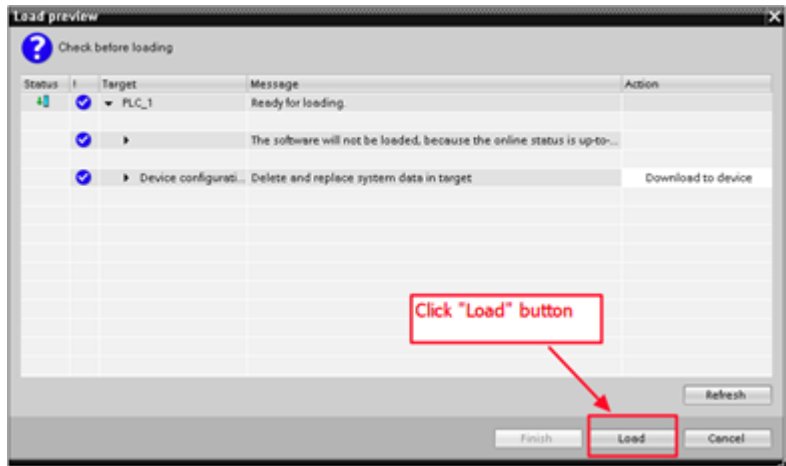 Load preview
Check before loading
Status ! Target Message Action
PLC_1 Ready for loading.
The software will not be loaded, because the online status is up-to-...
Device configurati... Delete and replace system data in target Download to device
Click "Load" button
Refresh
Finish Load Cancel